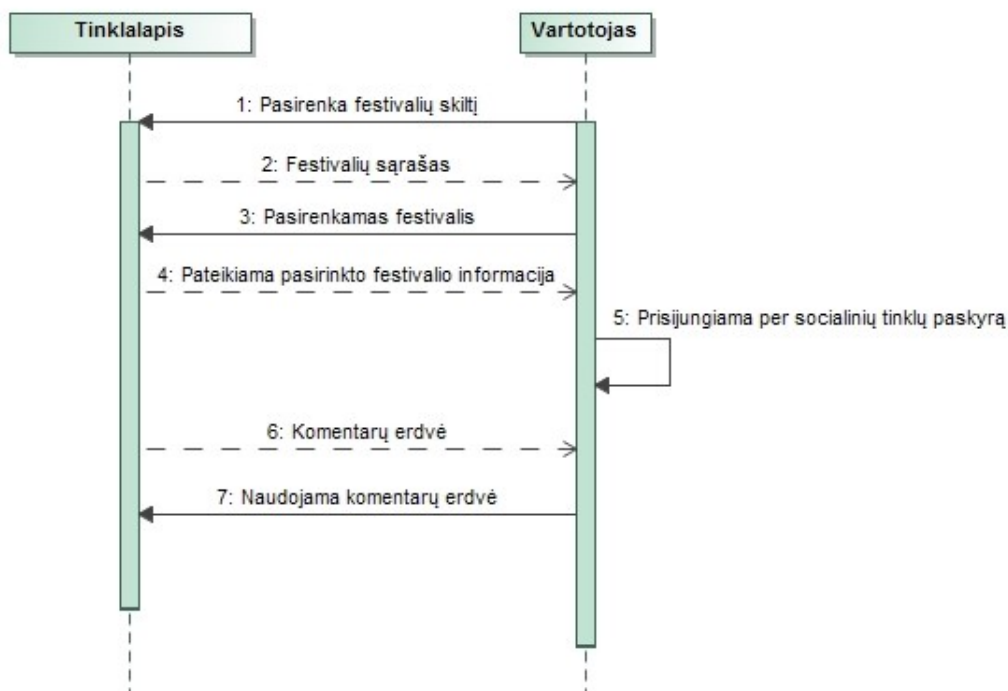 Tinklalapis
Vartotojas
1: Pasirenka festivalių skiltį
2: Festivalių sąrašas
3: Pasirenkamas festivalis
4: Pateikiama pasirinkto festivalio informacija
5: Prisijungiama per socialinių tinklų paskyrą
6: Komentarų erdvė
7: Naudojama komentarų erdvė